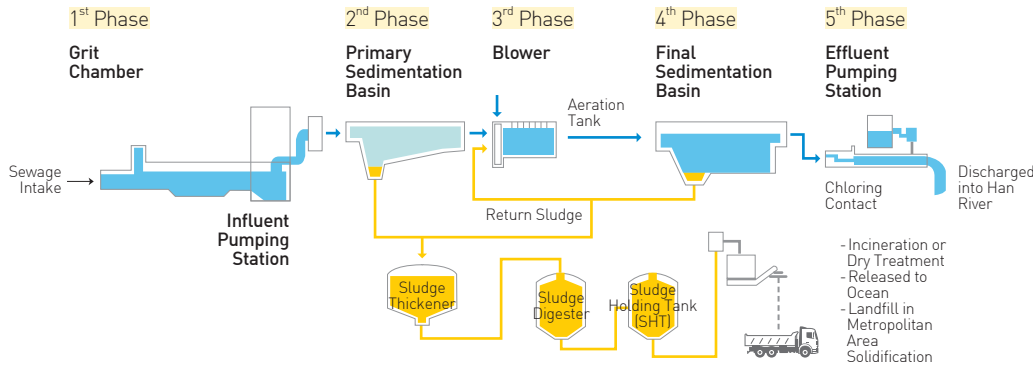 1st Phase
Grit
Chamber
Sewage
Intake
Influent
Pumping
Station
2nd Phase
Primary
Sedimentation
Basin
3rd Phase
Blower
Aeration
Tank
Return Sludge
4th Phase
Final
Sedimentation
Basin
5th Phase
Effluent
Pumping
Station
Chloring
Contact
Discharged
into Han
River
Sludge
Thickener
Sludge
Digester
Sludge
Holding Tank
(SHT)
- Incineration or
Dry Treatment
- Released to
Ocean
- Landfill in
Metropolitan
Area
Solidification